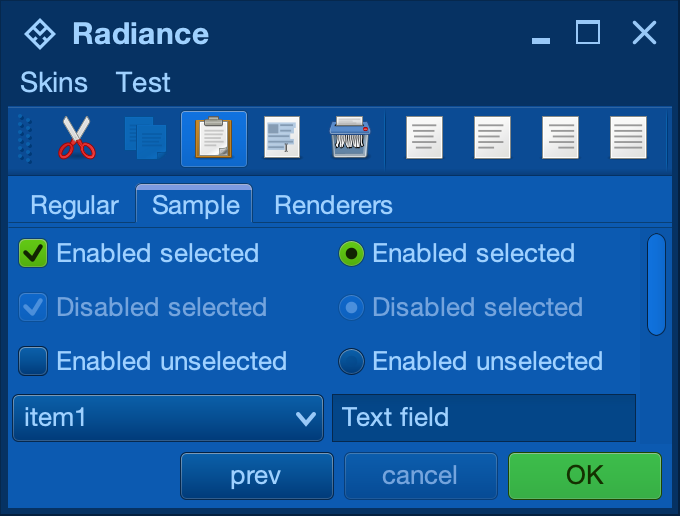 Radiance
Skins Test
Regular Sample Renderers
Enabled selected Enabled selected
Disabled selected Disabled selected
Enabled unselected Enabled unselected
item1 Text field
prev cancel OK